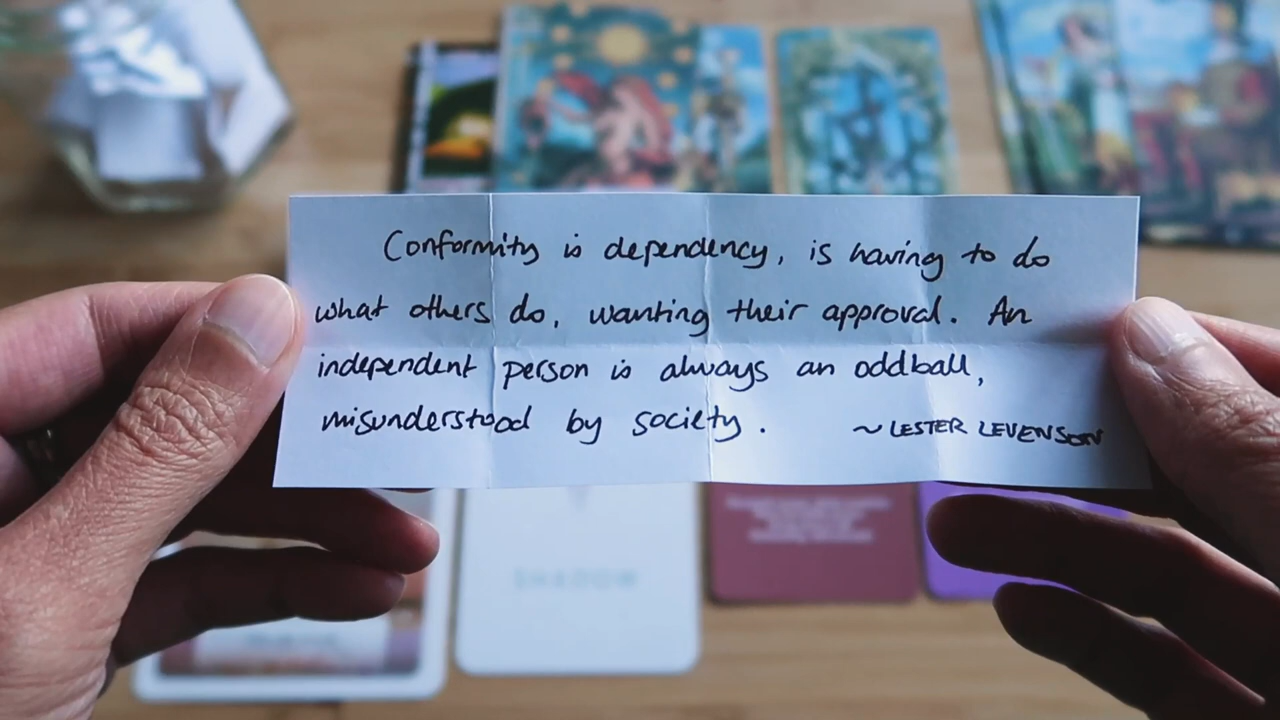 Conformity is dependency, is having to do
what others do, wanting their approval. An
independent person is always an oddball,
misunderstood by society.
~ LESTER LEVENSON
SHADOW